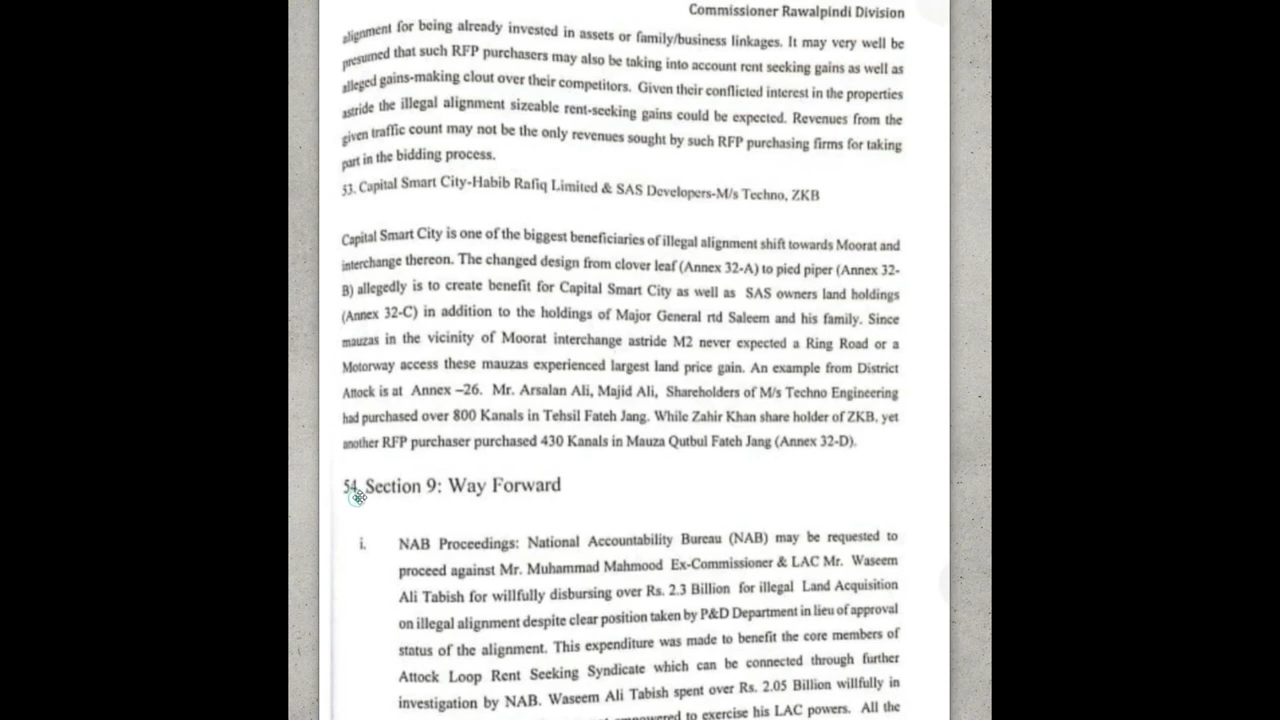 Commissioner Rawalpindi Division
alignment for being already invested in assets or family/business linkages. It may very well be
presumed that such RFP purchasers may also be taking into account rent seeking gains as well as
alleged gains-making clout over their competitors. Given their conflicted interest in the properties
astride the illegal alignment sizeable rent-seeking gains could be expected. Revenues from the
given traffic count may not be the only revenues sought by such RFP purchasing firms for taking
part in the bidding process.
53. Capital Smart City-Habib Rafiq Limited & SAS Developers-M/s Techno, ZKB
Capital Smart City is one of the biggest beneficiaries of illegal alignment shift towards Moorat and
interchange thereon. The changed design from clover leaf (Annex 32-A) to pied piper (Annex 32-
B) allegedly is to create benefit for Capital Smart City as well as SAS owners land holdings
(Annex 32-C) in addition to the holdings of Major General rtd Saleem and his family. Since
mauzas in the vicinity of Moorat interchange astride M2 never expected a Ring Road or a
Motorway access these mauzas experienced largest land price gain. An example from District
Attock is at Annex –26. Mr. Arsalan Ali, Majid Ali, Shareholders of M/s Techno Engineering
had purchased over 800 Kanals in Tehsil Fateh Jang. While Zahir Khan share holder of ZKB, yet
another RFP purchaser purchased 430 Kanals in Mauza Qutbul Fateh Jang (Annex 32-D).
54. Section 9: Way Forward
i. NAB Proceedings: National Accountability Bureau (NAB) may be requested to
proceed against Mr. Muhammad Mahmood Ex-Commissioner & LAC Mr. Waseem
Ali Tabish for willfully disbursing over Rs. 2.3 Billion for illegal Land Acquisition
on illegal alignment despite clear position taken by P&D Department in lieu of approval
status of the alignment. This expenditure was made to benefit the core members of
Attock Loop Rent Seeking Syndicate which can be connected through further
investigation by NAB. Waseem Ali Tabish spent over Rs. 2.05 Billion willfully in
empowered to exercise his LAC powers. All the